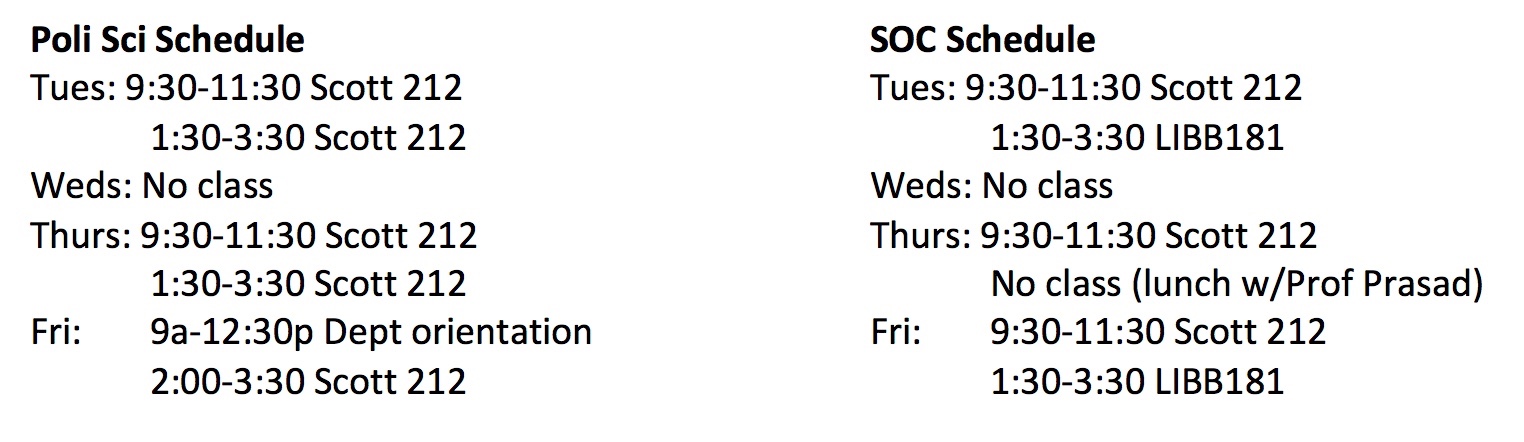 Poli Sci Schedule
Tues: 9:30-11:30 Scott 212
1:30-3:30 Scott 212
Weds: No class
Thurs: 9:30-11:30 Scott 212
1:30-3:30 Scott 212
Fri: 9a-12:30p Dept orientation
2:00-3:30 Scott 212
SOC Schedule
Tues: 9:30-11:30 Scott 212
1:30-3:30 LIBB181
Weds: No class
Thurs: 9:30-11:30 Scott 212
No class (lunch w/Prof Prasad)
Fri: 9:30-11:30 Scott 212
1:30-3:30 LIBB181